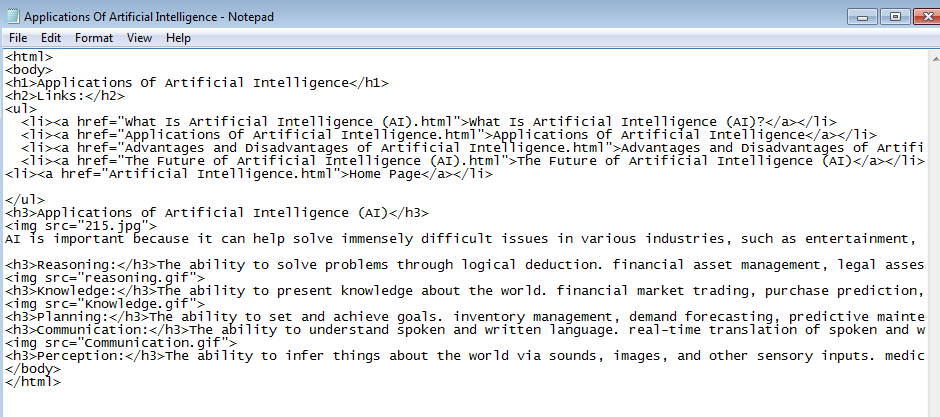 Applications Of Artificial Intelligence - Notepad
File Edit Format View Help
<html>
<body>
<h1>Applications Of Artificial Intelligence</h1>
<h2>Links:</h2>
<ul>
  <li><a href="What Is Artificial Intelligence (AI).html">What Is Artificial Intelligence (AI)?</a></li>
  <li><a href="Applications Of Artificial Intelligence.html">Applications Of Artificial Intelligence</a></li>
  <li><a href="Advantages and Disadvantages of Artificial Intelligence.html">Advantages and Disadvantages of Artifi
  <li><a href="The Future of Artificial Intelligence (AI).html">The Future of Artificial Intelligence (AI)</a></li>
<li><a href="Artificial Intelligence.html">Home Page</a></li>
</ul>
<h3>Applications of Artificial Intelligence (AI)</h3>
<img src="215.jpg">
AI is important because it can help solve immensely difficult issues in various industries, such as entertainment,
<h3>Reasoning:</h3>The ability to solve problems through logical deduction. financial asset management, legal asses
<img src="reasoning.gif">
<h3>Knowledge:</h3>The ability to present knowledge about the world. financial market trading, purchase prediction,
<img src="Knowledge.gif">
<h3>Planning:</h3>The ability to set and achieve goals. inventory management, demand forecasting, predictive mainte
<h3>Communication:</h3>The ability to understand spoken and written language. real-time translation of spoken and w
<img src="Communication.gif">
<h3>Perception:</h3>The ability to infer things about the world via sounds, images, and other sensory inputs. medic
</body>
</html>